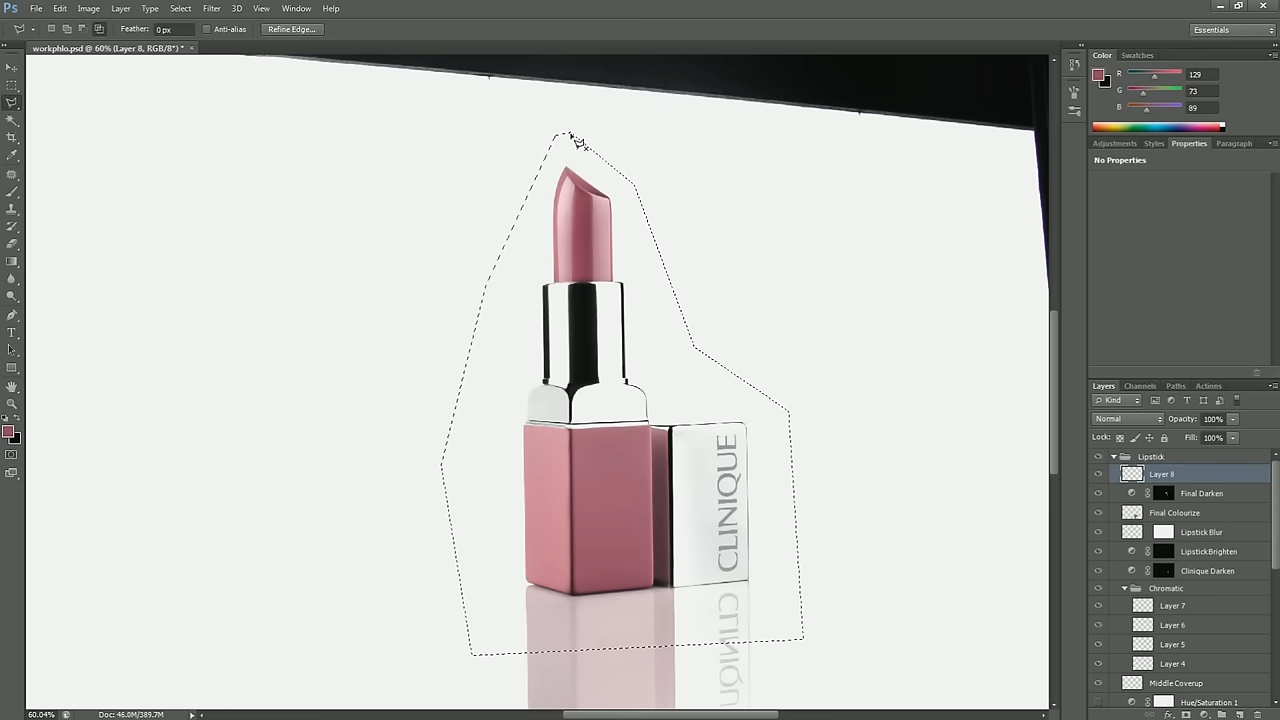 Ps File Edit Image Layer Type Select Filter 3D View Window Help
Feather: 0 px Anti-alias Refine Edge... Essentials
workphlo.psd @ 60% (Layer 8, RGB/8*) * ×
Color Swatches
R 129
G 73
B 89
Adjustments Styles Properties Paragraph
No Properties
CLINIQUE
CLINIQUE
Layers Channels Paths Actions
Kind
Normal Opacity: 100%
Lock: Fill: 100%
Lipstick
Layer 8
Final Darken
Final Colourize
Lipstick Blur
Lipstick Brighten
Clinique Darken
Chromatic
Layer 7
Layer 6
Layer 5
Layer 4
Middle Coverup
Hue/Saturation 1
60.04% Doc: 46.0M/389.7M